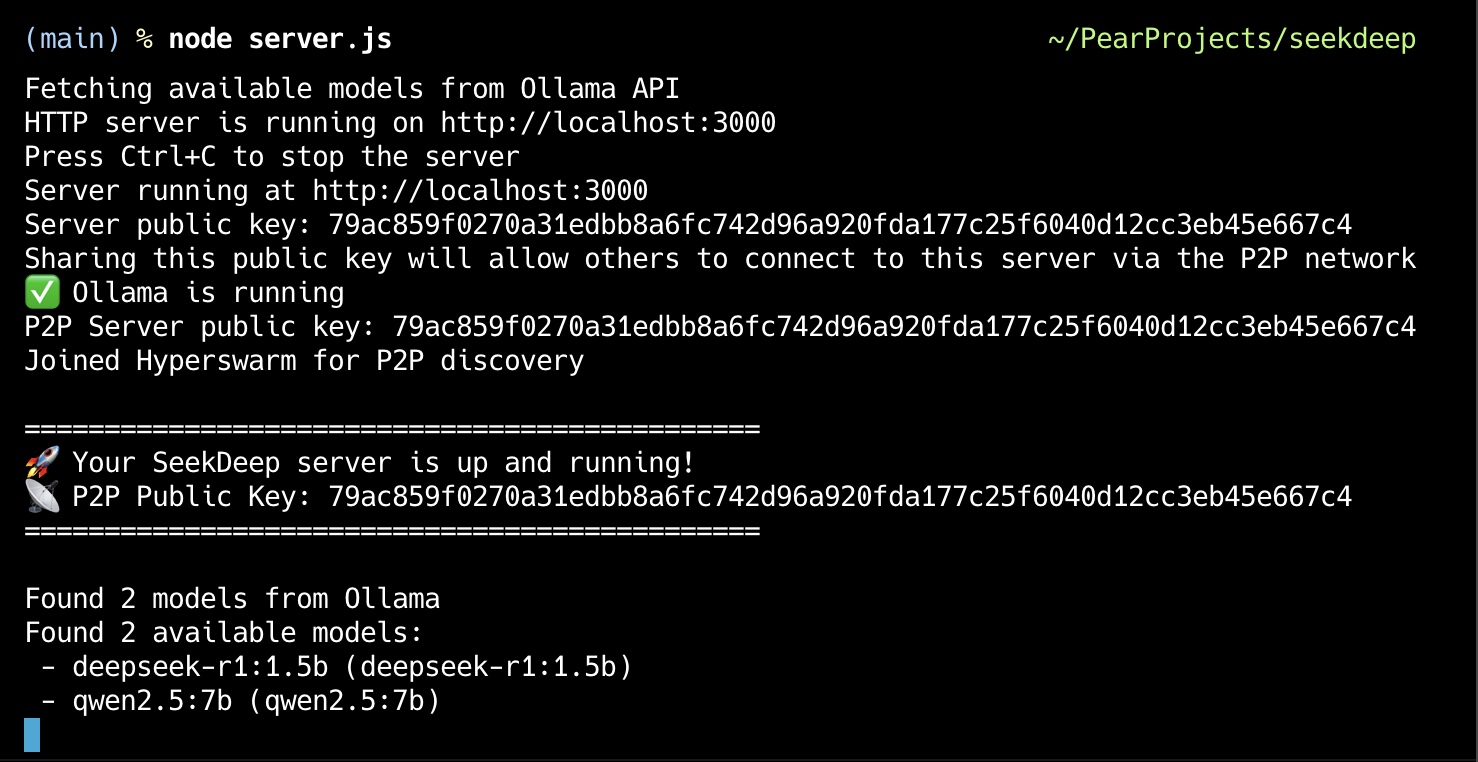 (main) % node server.js ~/PearProjects/seekdeep
Fetching available models from Ollama API
HTTP server is running on http://localhost:3000
Press Ctrl+C to stop the server
Server running at http://localhost:3000
Server public key: 79ac859f0270a31edbb8a6fc742d96a920fda177c25f6040d12cc3eb45e667c4
Sharing this public key will allow others to connect to this server via the P2P network
✅ Ollama is running
P2P Server public key: 79ac859f0270a31edbb8a6fc742d96a920fda177c25f6040d12cc3eb45e667c4
Joined Hyperswarm for P2P discovery
==============================================
🚀 Your SeekDeep server is up and running!
📡 P2P Public Key: 79ac859f0270a31edbb8a6fc742d96a920fda177c25f6040d12cc3eb45e667c4
==============================================
Found 2 models from Ollama
Found 2 available models:
- deepseek-r1:1.5b (deepseek-r1:1.5b)
- qwen2.5:7b (qwen2.5:7b)